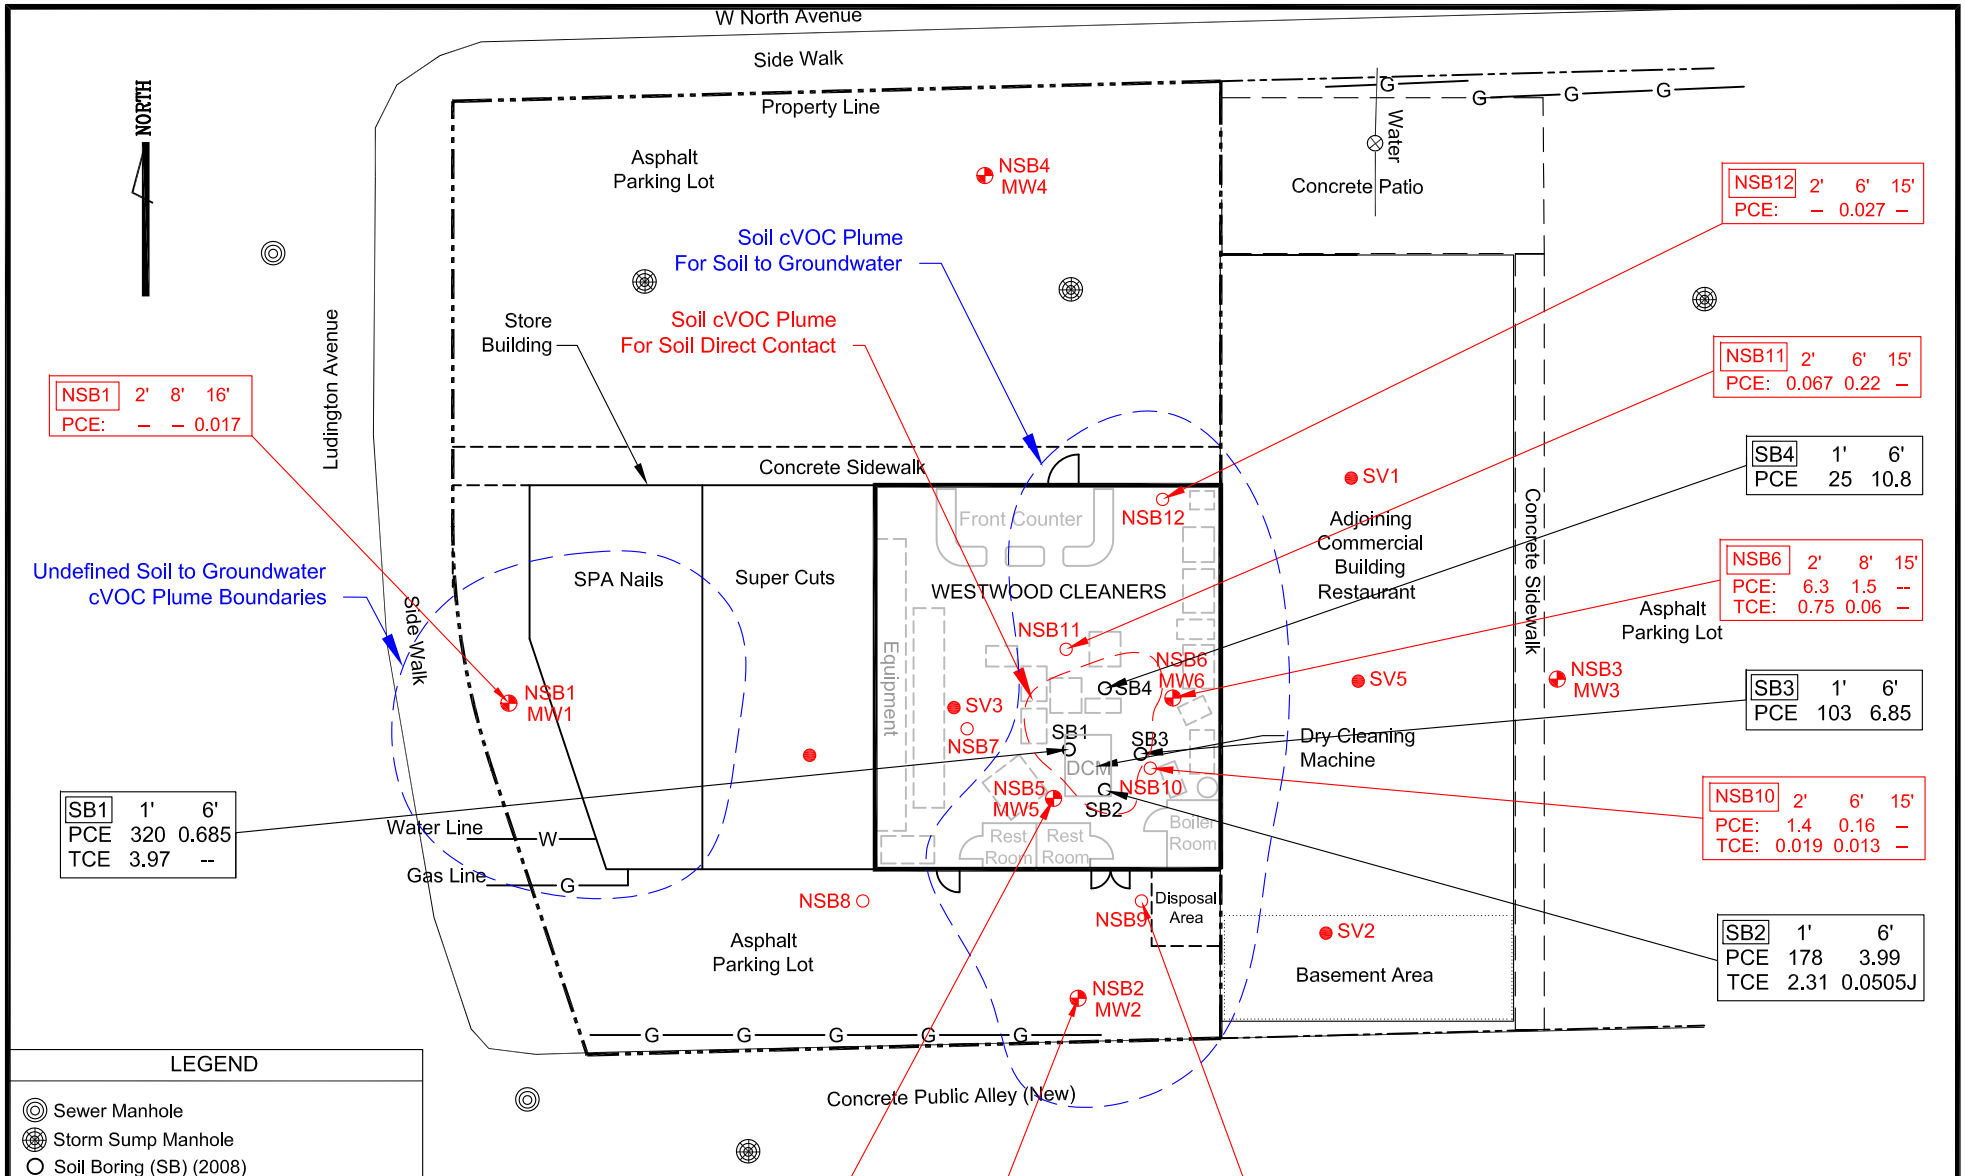 W North Avenue
Side Walk
Property Line
NORTH
Asphalt
Parking Lot
NSB4
MW4
G
G
G
G
Water
Concrete Patio
NSB12 2' 6' 15'
PCE: – 0.027 –
Soil cVOC Plume
For Soil to Groundwater
Soil cVOC Plume
For Soil Direct Contact
Store
Building
Ludington Avenue
NSB11 2' 6' 15'
PCE: 0.067 0.22 –
NSB1 2' 8' 16'
PCE: – – 0.017
SB4 1' 6'
PCE 25 10.8
Concrete Sidewalk
Front Counter
NSB12
SV1
Adjoining
Commercial
Building
Restaurant
Concrete Sidewalk
Undefined Soil to Groundwater
cVOC Plume Boundaries
Side Walk
SPA Nails
Super Cuts
WESTWOOD CLEANERS
NSB6 2' 8' 15'
PCE: 6.3 1.5 --
TCE: 0.75 0.06 –
Asphalt
Parking Lot
NSB11
Equipment
NSB6
MW6
SB4
SV5
NSB3
MW3
NSB1
MW1
SV3
NSB7
SB3 1' 6'
PCE 103 6.85
SB1
SB3
DCM
Dry Cleaning
Machine
NSB5
MW5
NSB10
SB2
NSB10 2' 6' 15'
PCE: 1.4 0.16 –
TCE: 0.019 0.013 –
SB1 1' 6'
PCE 320 0.685
TCE 3.97 --
Water Line
W
Rest
Room
Rest
Room
Boiler
Room
Gas Line
G
NSB8
NSB9
Disposal
Area
SV2
Basement Area
SB2 1' 6'
PCE 178 3.99
TCE 2.31 0.0505J
Asphalt
Parking Lot
NSB2
MW2
G
G
G
G
G
Concrete Public Alley (New)
LEGEND
Sewer Manhole
Storm Sump Manhole
Soil Boring (SB) (2008)